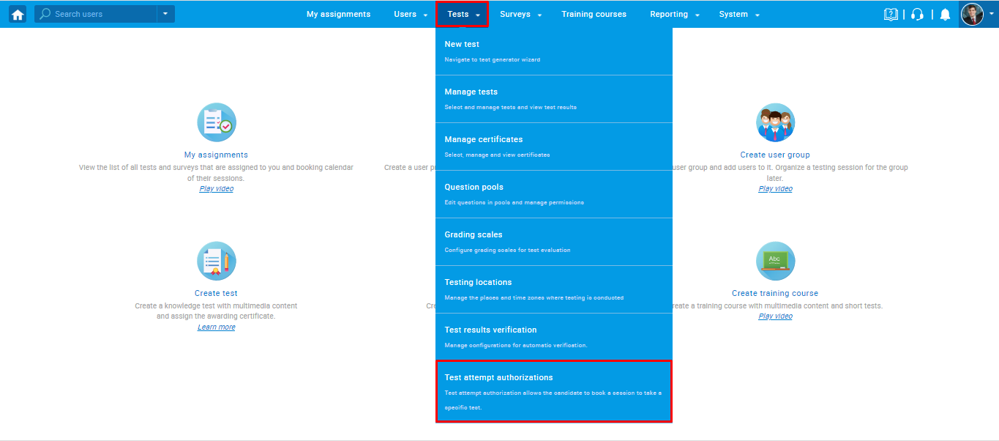 Search users
My assignments
Users
Tests
Surveys
Training courses
Reporting
System
New test
Navigate to test generator wizard
Manage tests
Select and manage tests and view test results
Manage certificates
Select, manage and view certificates
Question pools
Edit questions in pools and manage permissions
Grading scales
Configure grading scales for test evaluation
Testing locations
Manage the places and time zones where testing is conducted
Test results verification
Manage configurations for automatic verification.
Test attempt authorizations
Test attempt authorization allows the candidate to book a session to take a
specific test.
My assignments
View the list of all tests and surveys that are assigned to you and booking calendar
of their sessions.
Play video
Create a user pr
Create user group
user group and add users to it. Organize a testing session for the group
later.
Play video
Create test
Create a knowledge test with multimedia content
and assign the awarding certificate.
Learn more
Cre
Abc
Create training course
reate a training course with multimedia content and short tests.
Play video